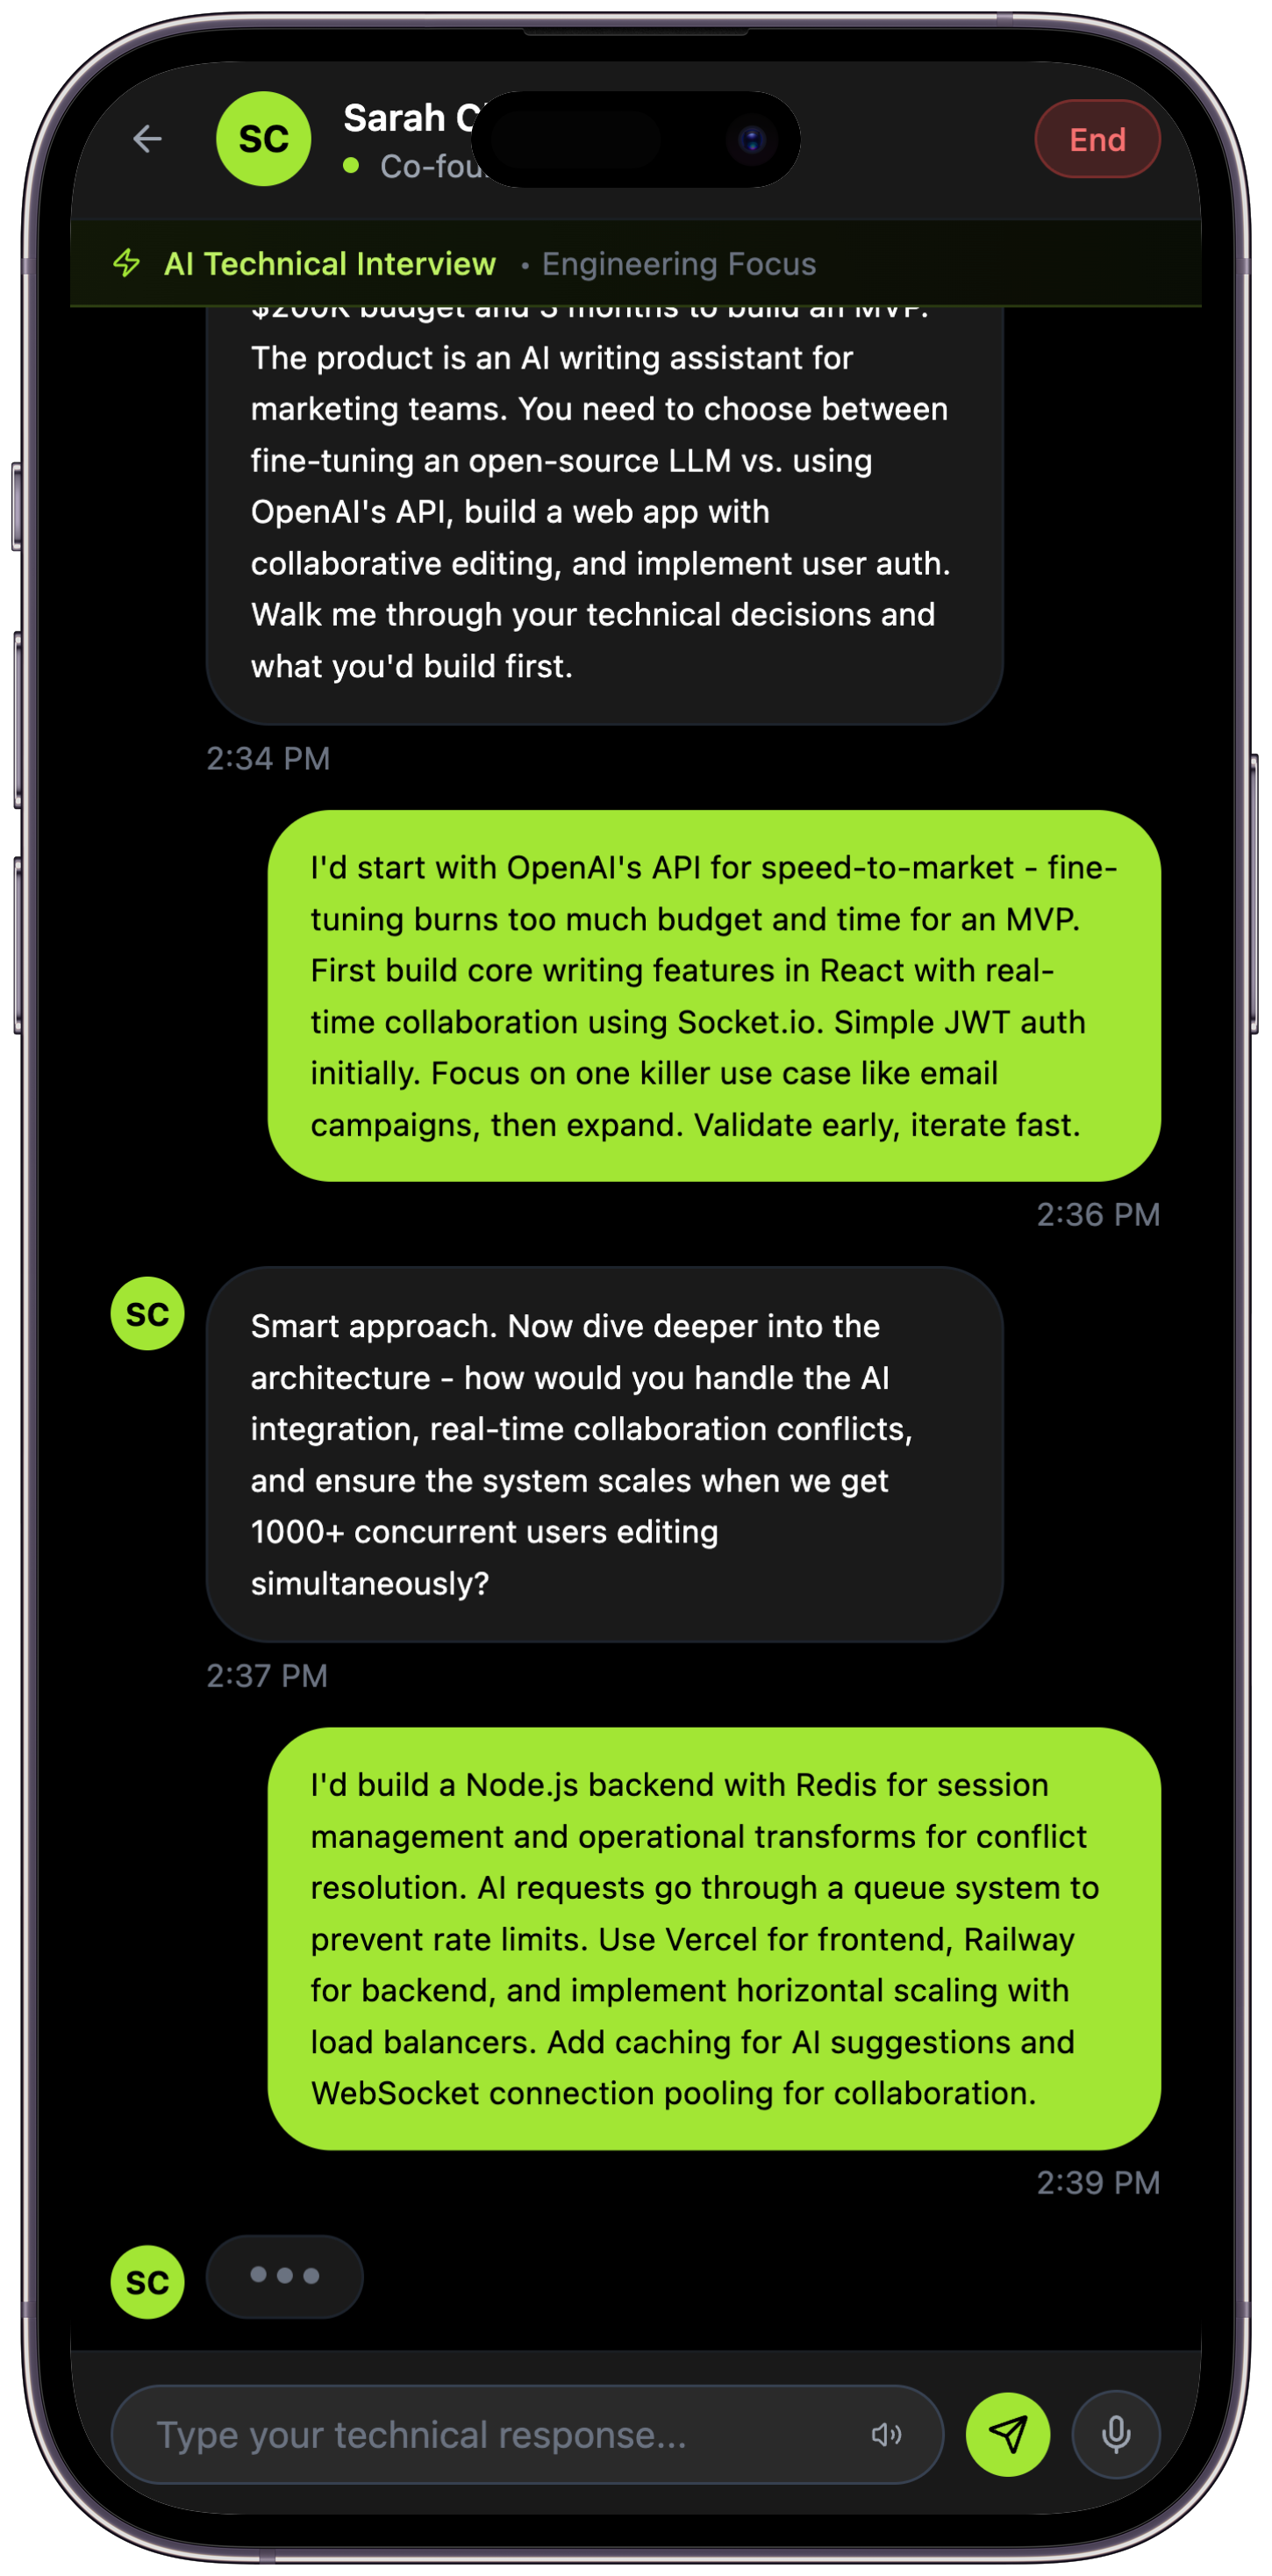 SC
Sarah
Co-fou
End
AI Technical Interview • Engineering Focus
$200K budget and 3 months to build an MVP.
The product is an AI writing assistant for
marketing teams. You need to choose between
fine-tuning an open-source LLM vs. using
OpenAI's API, build a web app with
collaborative editing, and implement user auth.
Walk me through your technical decisions and
what you'd build first.
2:34 PM
I'd start with OpenAI's API for speed-to-market - fine-
tuning burns too much budget and time for an MVP.
First build core writing features in React with real-
time collaboration using Socket.io. Simple JWT auth
initially. Focus on one killer use case like email
campaigns, then expand. Validate early, iterate fast.
2:36 PM
SC
Smart approach. Now dive deeper into the
architecture - how would you handle the AI
integration, real-time collaboration conflicts,
and ensure the system scales when we get
1000+ concurrent users editing
simultaneously?
2:37 PM
I'd build a Node.js backend with Redis for session
management and operational transforms for conflict
resolution. AI requests go through a queue system to
prevent rate limits. Use Vercel for frontend, Railway
for backend, and implement horizontal scaling with
load balancers. Add caching for AI suggestions and
WebSocket connection pooling for collaboration.
2:39 PM
SC
Type your technical response...